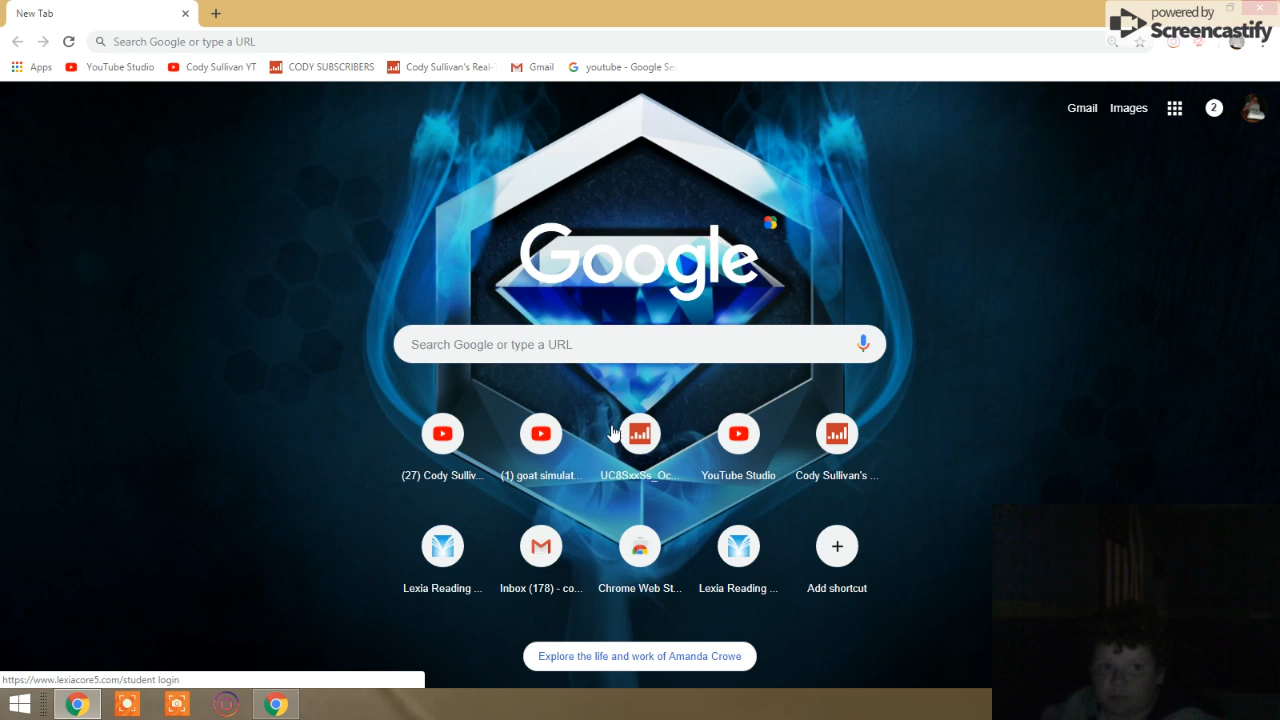 New Tab
powered by
Screencastify
Search Google or type a URL
Apps
YouTube Studio
Cody Sullivan YT
CODY SUBSCRIBERS
Cody Sullivan's Real-
Gmail
youtube - Google Se
Gmail
Images
2
Google
Search Google or type a URL
(27) Cody Sulliv...
(1) goat simulat...
UC8SxxSs_Oc...
YouTube Studio
Cody Sullivan's ...
Lexia Reading ...
Inbox (178) - co...
Chrome Web St...
Lexia Reading ...
Add shortcut
Explore the life and work of Amanda Crowe
https://www.lexiacore5.com/student login